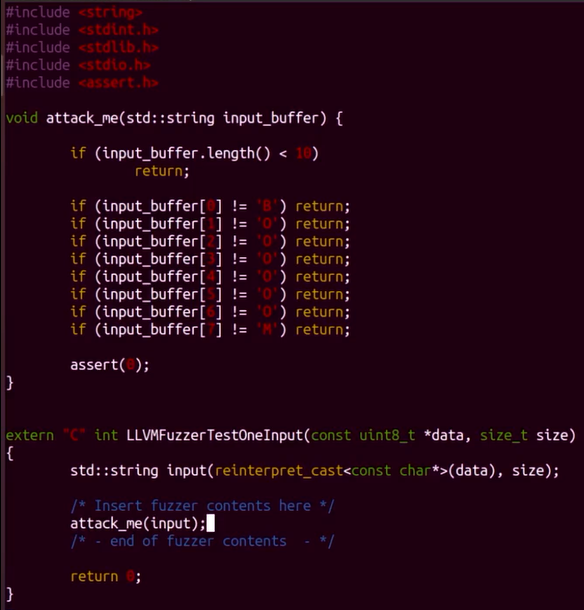 #include <string>
#include <stdint.h>
#include <stdlib.h>
#include <stdio.h>
#include <assert.h>
void attack_me(std::string input_buffer) {
if (input_buffer.length() < 10)
return;
if (input_buffer[0] != 'B') return;
if (input_buffer[1] != 'O') return;
if (input_buffer[2] != 'O') return;
if (input_buffer[3] != 'O') return;
if (input_buffer[4] != 'O') return;
if (input_buffer[5] != 'O') return;
if (input_buffer[6] != 'O') return;
if (input_buffer[7] != 'M') return;
assert(0);
}
extern "C" int LLVMFuzzerTestOneInput(const uint8_t *data, size_t size)
{
std::string input(reinterpret_cast<const char*>(data), size);
/* Insert fuzzer contents here */
attack_me(input);
/* - end of fuzzer contents  - */
return 0;
}